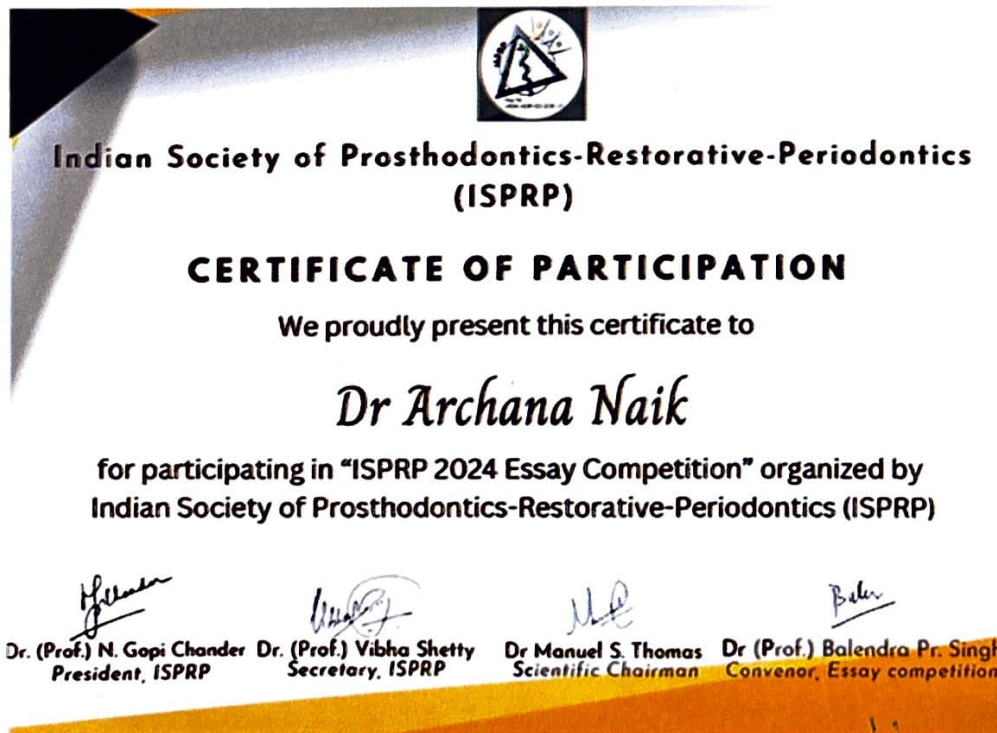 Indian Society of Prosthodontics-Restorative-Periodontics
(ISPRP)
CERTIFICATE OF PARTICIPATION
We proudly present this certificate to
Dr Archana Naik
for participating in “ISPRP 2024 Essay Competition” organized by
Indian Society of Prosthodontics-Restorative-Periodontics (ISPRP)
Dr. (Prof.) N. Gopi Chander Dr. (Prof.) Vibha Shetty Dr Manuel S. Thomas Dr (Prof.) Balendra Pr. Singh
President, ISPRP Secretary, ISPRP Scientific Chairman Convenor, Essay competition